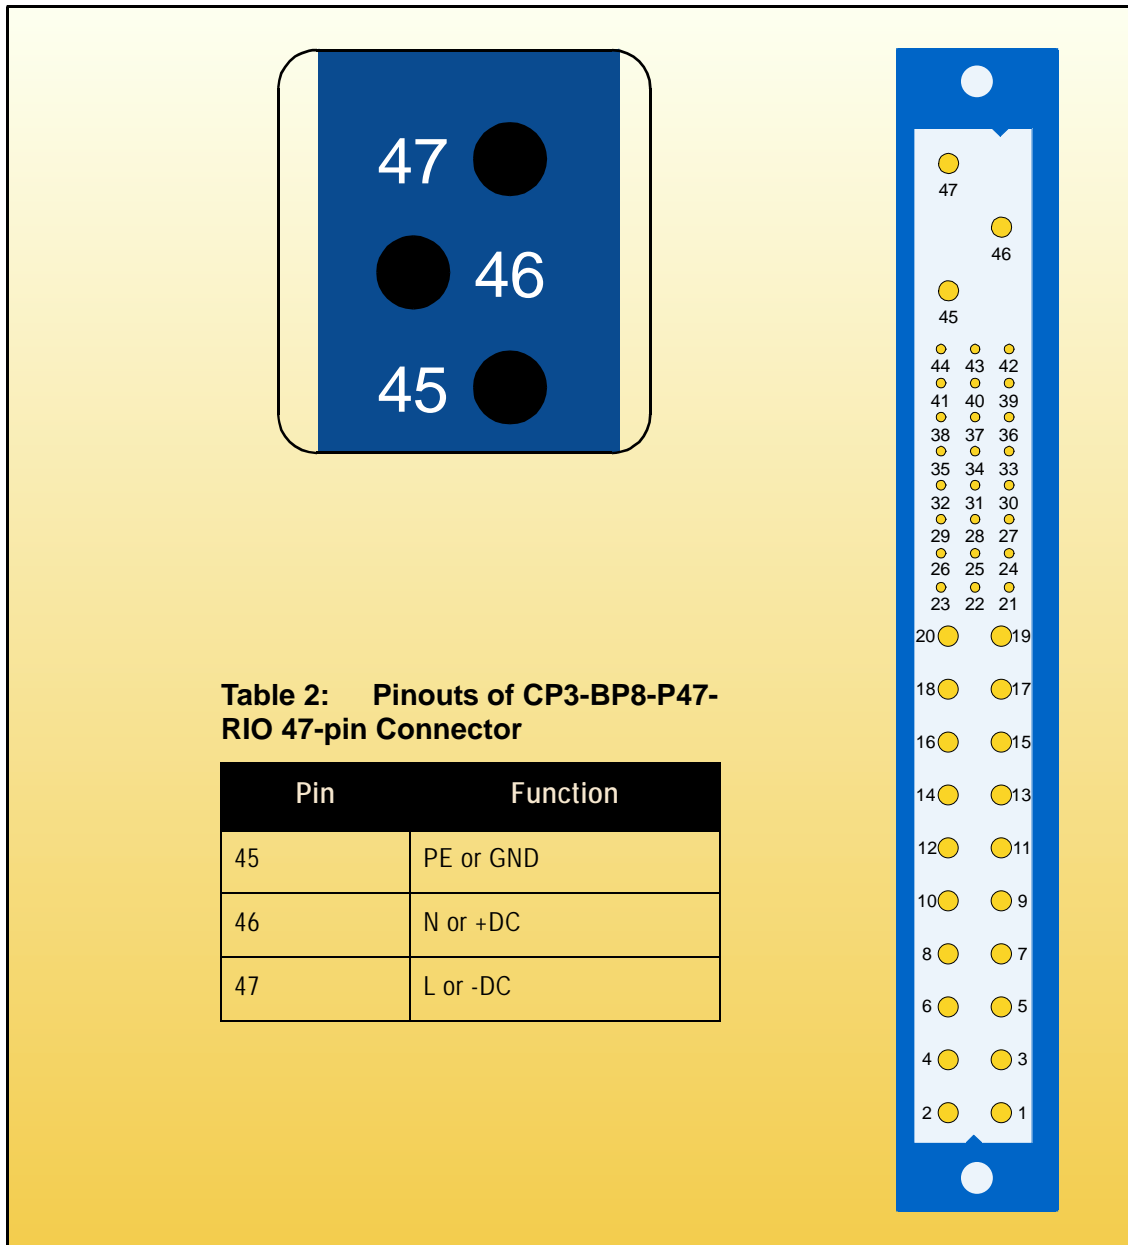 47
46
45
Table 2: Pinouts of CP3-BP8-P47-
RIO 47-pin Connector
Pin Function
45 PE or GND
46 N or +DC
47 L or -DC
47
46
45
44 43 42
41 40 39
38 37 36
35 34 33
32 31 30
29 28 27
26 25 24
23 22 21
20 19
18 17
16 15
14 13
12 11
10 9
8 7
6 5
4 3
2 1